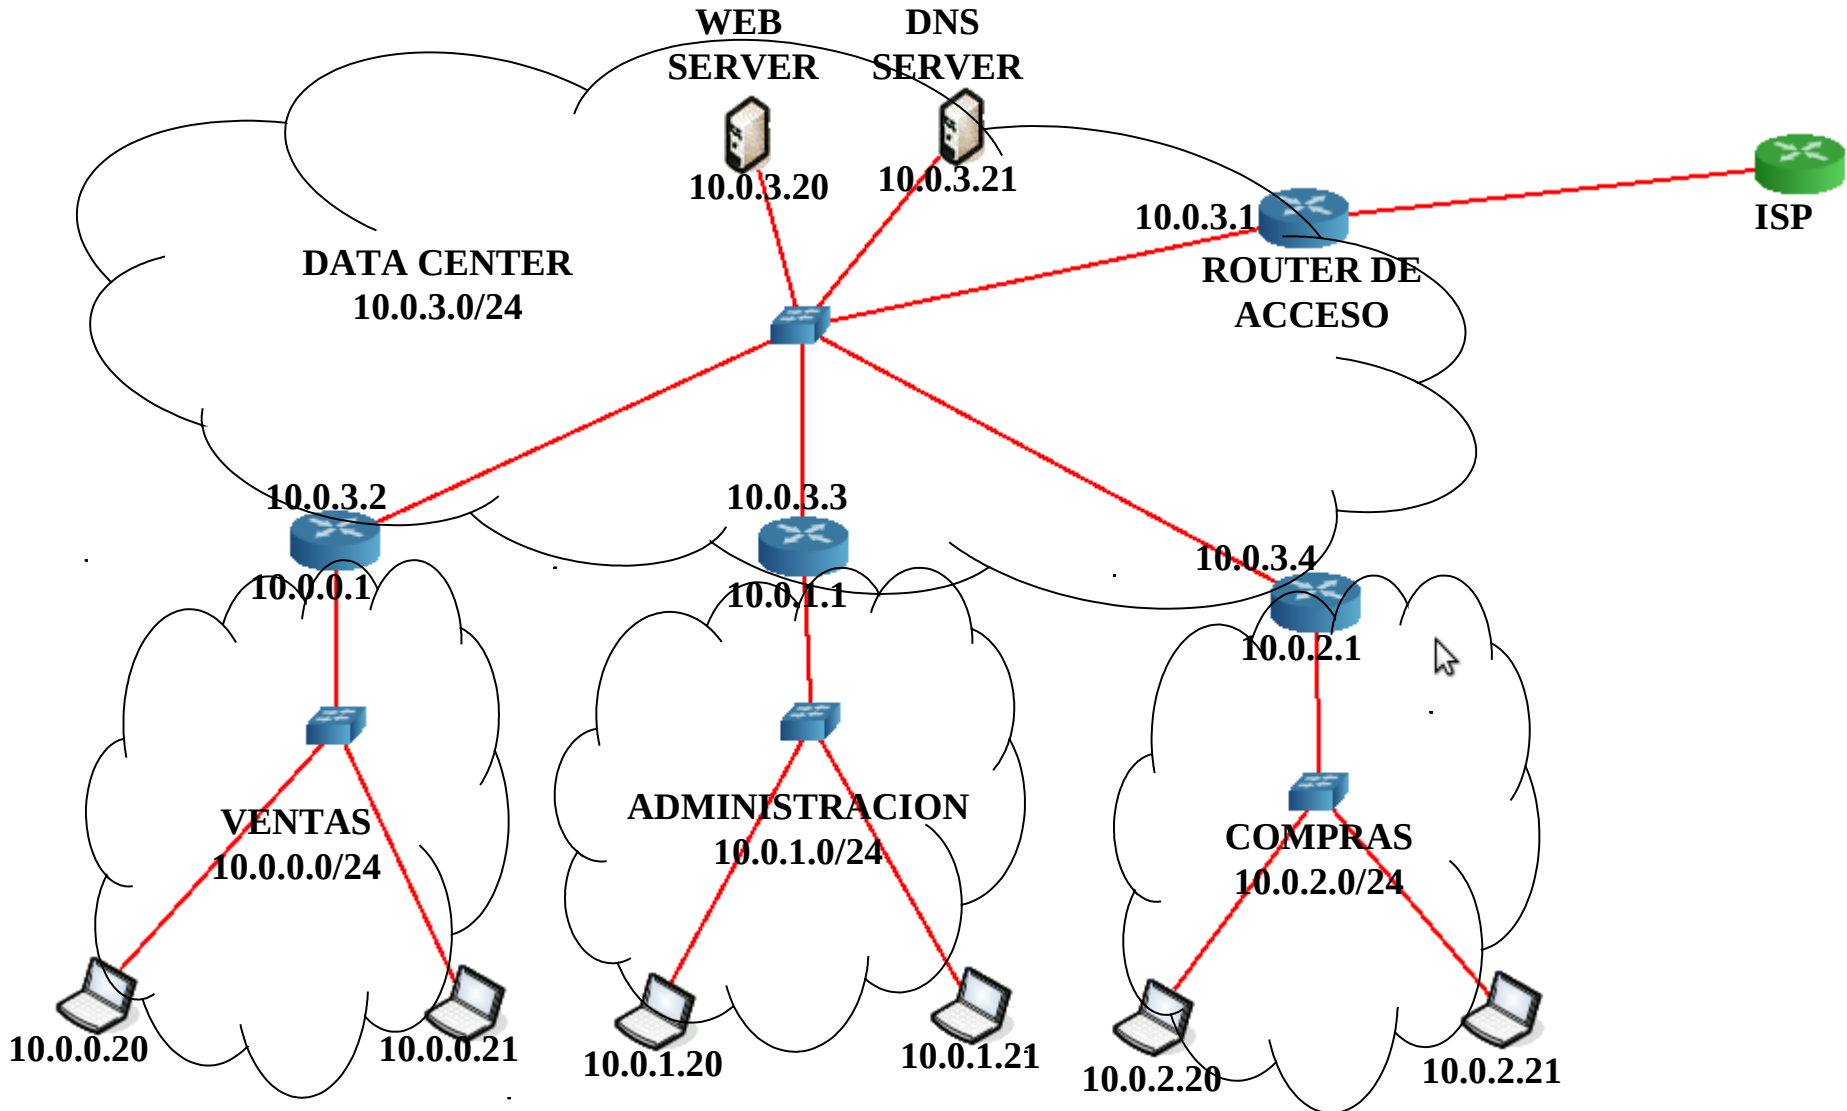 WEB
SERVER
DNS
SERVER
10.0.3.20
10.0.3.21
10.0.3.1
ISP
DATA CENTER
10.0.3.0/24
ROUTER DE
ACCESO
10.0.3.2
10.0.3.3
10.0.3.4
10.0.0.1
10.0.1.1
10.0.2.1
VENTAS
10.0.0.0/24
ADMINISTRACION
10.0.1.0/24
COMPRAS
10.0.2.0/24
10.0.0.20
10.0.0.21
10.0.1.20
10.0.1.21
10.0.2.20
10.0.2.21